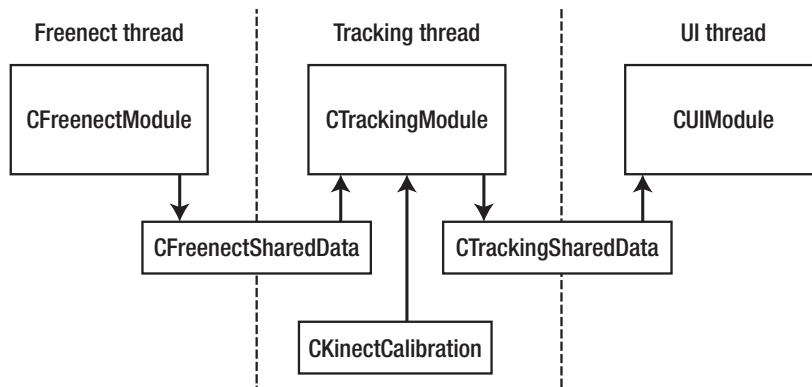 Freenect thread
Tracking thread
UI thread
CFreenectModule
CTrackingModule
CUIModule
CFreenectSharedData
CTrackingSharedData
CKinectCalibration